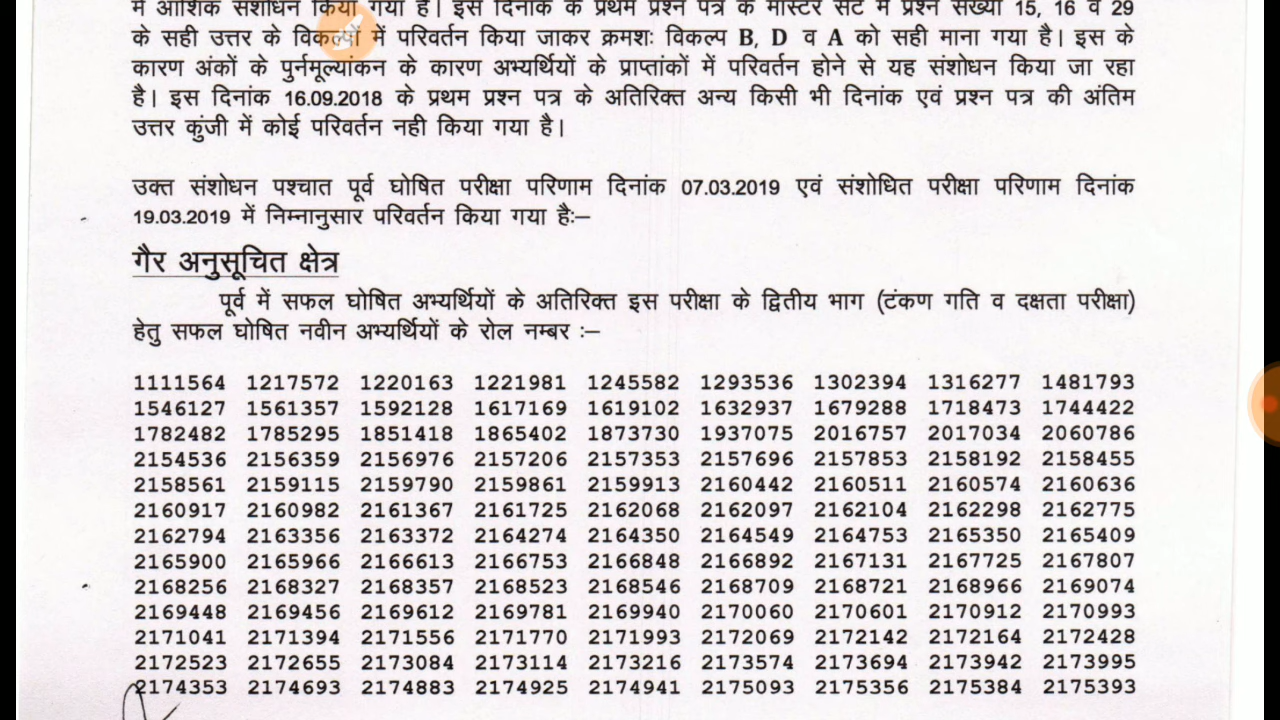 में आंशिक संशोधन किया गया है। इस दिनांक के प्रथम प्रश्न पत्र के मास्टर सेट में प्रश्न संख्या 15, 16 व 29
के सही उत्तर के विकल्पों में परिवर्तन किया जाकर क्रमशः विकल्प B, D व A को सही माना गया है। इस के
कारण अंकों के पुर्नमूल्यांकन के कारण अभ्यर्थियों के प्राप्तांकों में परिवर्तन होने से यह संशोधन किया जा रहा
है। इस दिनांक 16.09.2018 के प्रथम प्रश्न पत्र के अतिरिक्त अन्य किसी भी दिनांक एवं प्रश्न पत्र की अंतिम
उत्तर कुंजी में कोई परिवर्तन नही किया गया है।
उक्त संशोधन पश्चात पूर्व घोषित परीक्षा परिणाम दिनांक 07.03.2019 एवं संशोधित परीक्षा परिणाम दिनांक
19.03.2019 में निम्नानुसार परिवर्तन किया गया हैः–
गैर अनुसूचित क्षेत्र
पूर्व में सफल घोषित अभ्यर्थियों के अतिरिक्त इस परीक्षा के द्वितीय भाग (टंकण गति व दक्षता परीक्षा)
हेतु सफल घोषित नवीन अभ्यर्थियों के रोल नम्बर :–
1111564 1217572 1220163 1221981 1245582 1293536 1302394 1316277 1481793
1546127 1561357 1592128 1617169 1619102 1632937 1679288 1718473 1744422
1782482 1785295 1851418 1865402 1873730 1937075 2016757 2017034 2060786
2154536 2156359 2156976 2157206 2157353 2157696 2157853 2158192 2158455
2158561 2159115 2159790 2159861 2159913 2160442 2160511 2160574 2160636
2160917 2160982 2161367 2161725 2162068 2162097 2162104 2162298 2162775
2162794 2163356 2163372 2164274 2164350 2164549 2164753 2165350 2165409
2165900 2165966 2166613 2166753 2166848 2166892 2167131 2167725 2167807
2168256 2168327 2168357 2168523 2168546 2168709 2168721 2168966 2169074
2169448 2169456 2169612 2169781 2169940 2170060 2170601 2170912 2170993
2171041 2171394 2171556 2171770 2171993 2172069 2172142 2172164 2172428
2172523 2172655 2173084 2173114 2173216 2173574 2173694 2173942 2173995
2174353 2174693 2174883 2174925 2174941 2175093 2175356 2175384 2175393